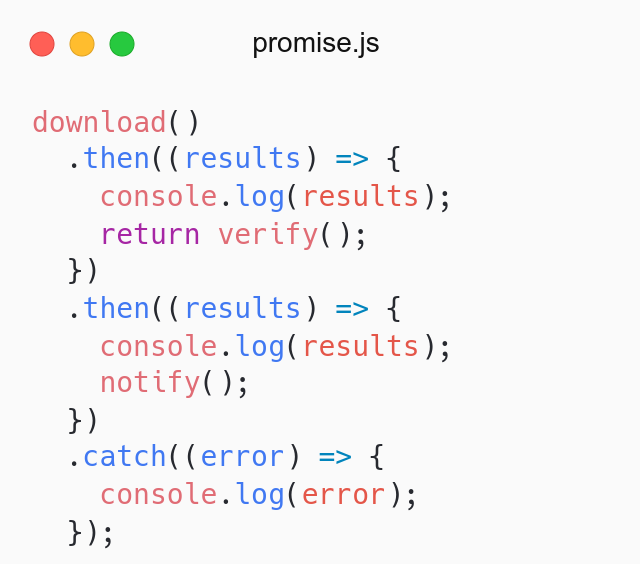 promise.js
download()
  .then((results) => {
    console.log(results);
    return verify();
  })
  .then((results) => {
    console.log(results);
    notify();
  })
  .catch((error) => {
    console.log(error);
  });